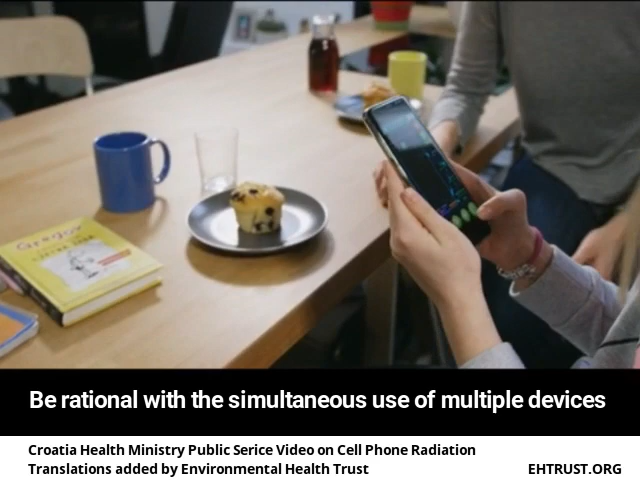 Gregov
Be rational with the simultaneous use of multiple devices
Croatia Health Ministry Public Serice Video on Cell Phone Radiation
Translations added by Environmental Health Trust
EHTRUST.ORG